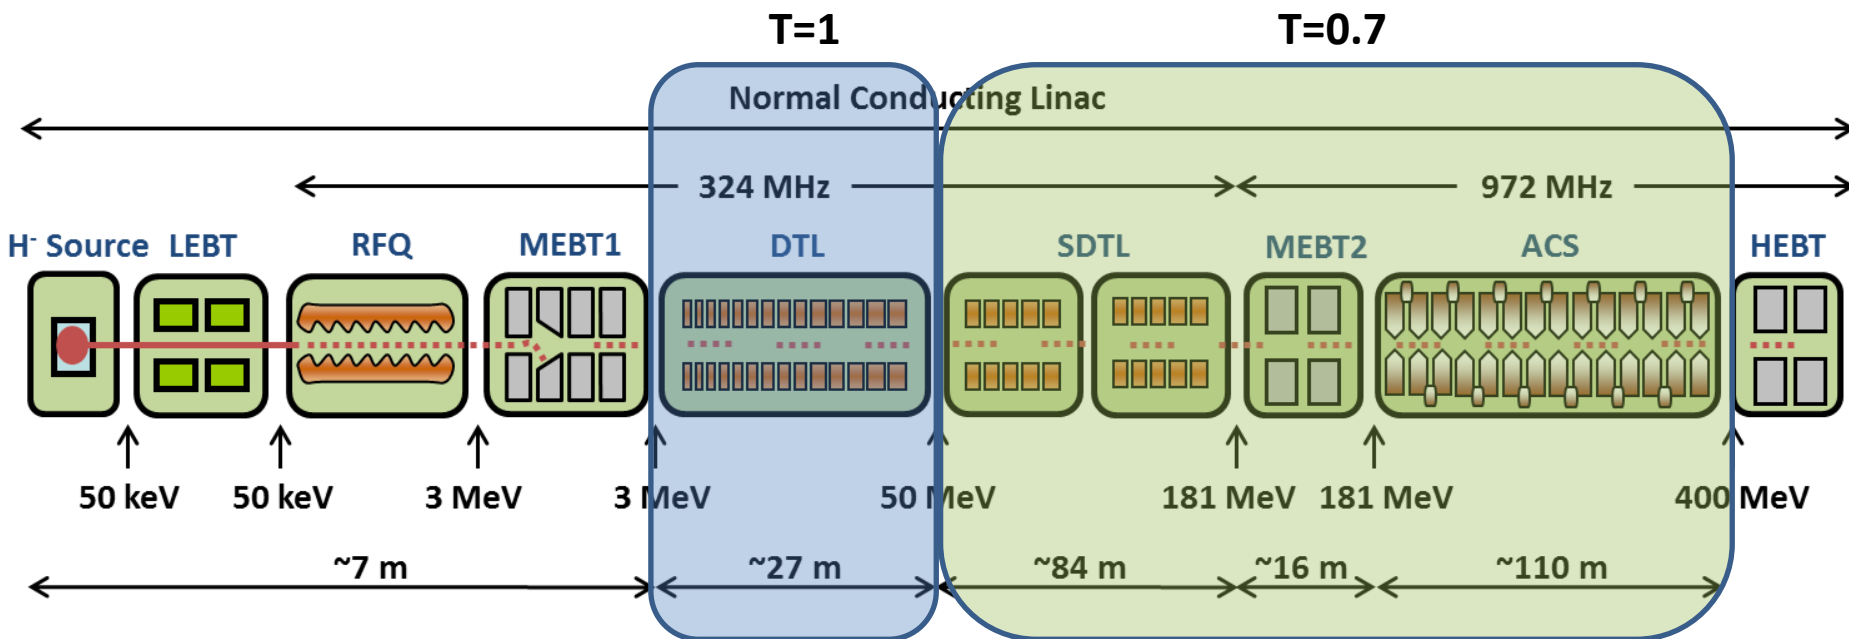 T=1 T=0.7
Normal Conducting Linac
324 MHz 972 MHz
H⁻ Source LEBT RFQ MEBT1 DTL SDTL MEBT2 ACS HEBT
50 keV 50 keV 3 MeV 3 MeV 50 MeV 181 MeV 181 MeV 400 MeV
~7 m ~27 m ~84 m ~16 m ~110 m